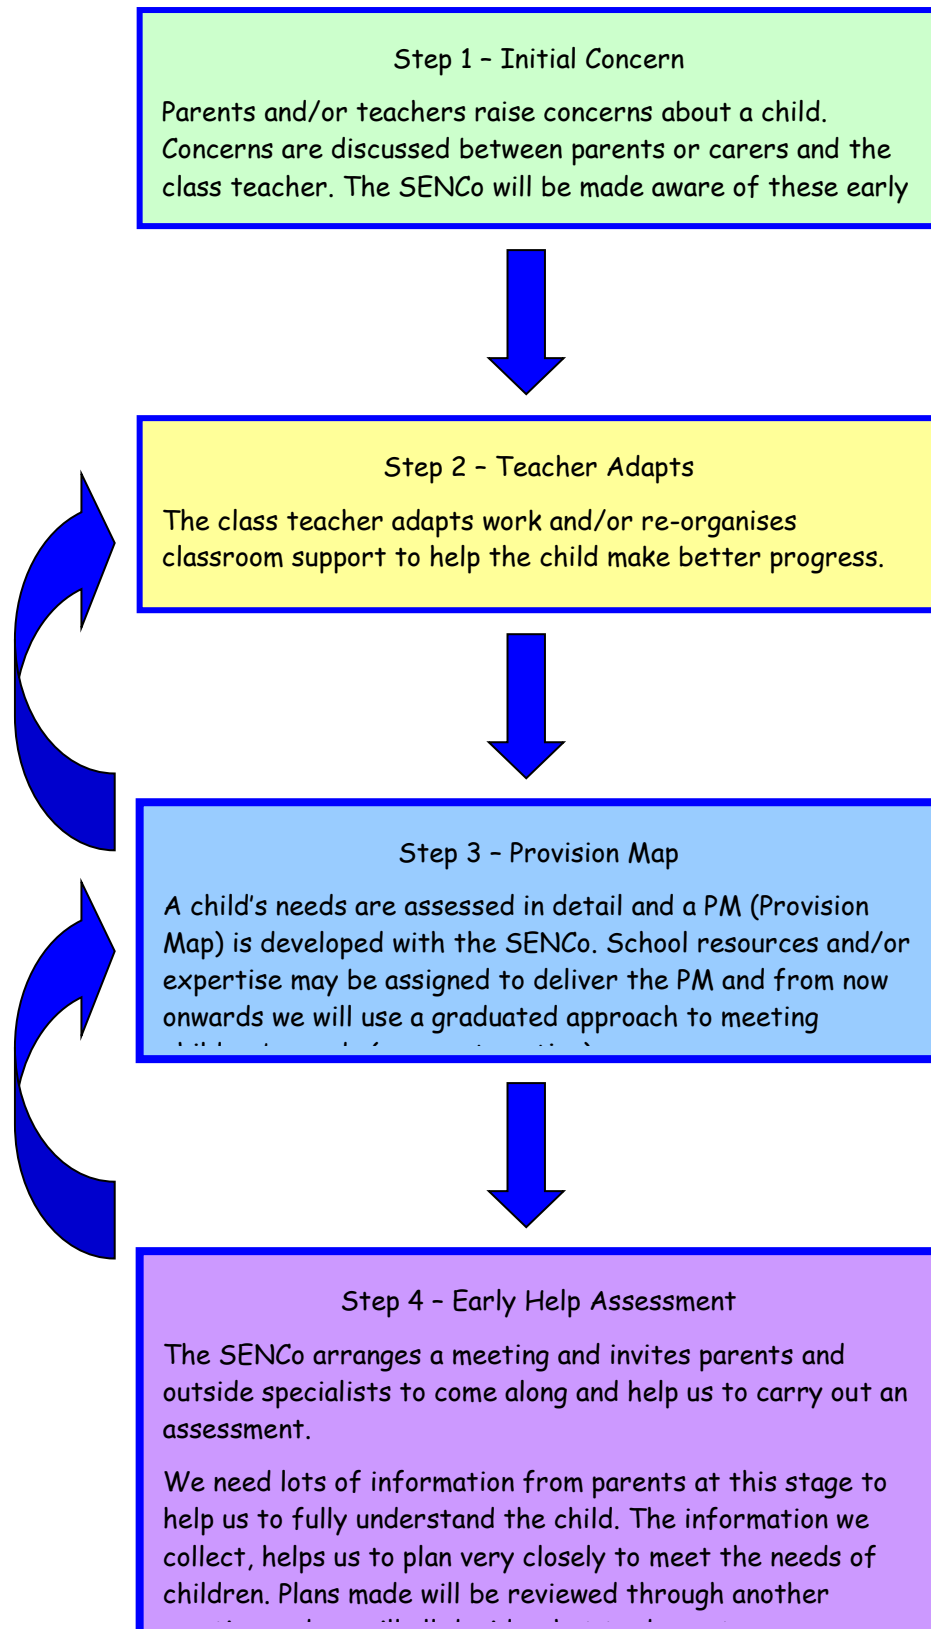 Step 1 – Initial Concern
Parents and/or teachers raise concerns about a child.
Concerns are discussed between parents or carers and the
class teacher. The SENCo will be made aware of these early
Step 2 – Teacher Adapts
The class teacher adapts work and/or re-organises
classroom support to help the child make better progress.
Step 3 – Provision Map
A child's needs are assessed in detail and a PM (Provision
Map) is developed with the SENCo. School resources and/or
expertise may be assigned to deliver the PM and from now
onwards we will use a graduated approach to meeting
Step 4 – Early Help Assessment
The SENCo arranges a meeting and invites parents and
outside specialists to come along and help us to carry out an
assessment.
We need lots of information from parents at this stage to
help us to fully understand the child. The information we
collect, helps us to plan very closely to meet the needs of
children. Plans made will be reviewed through another